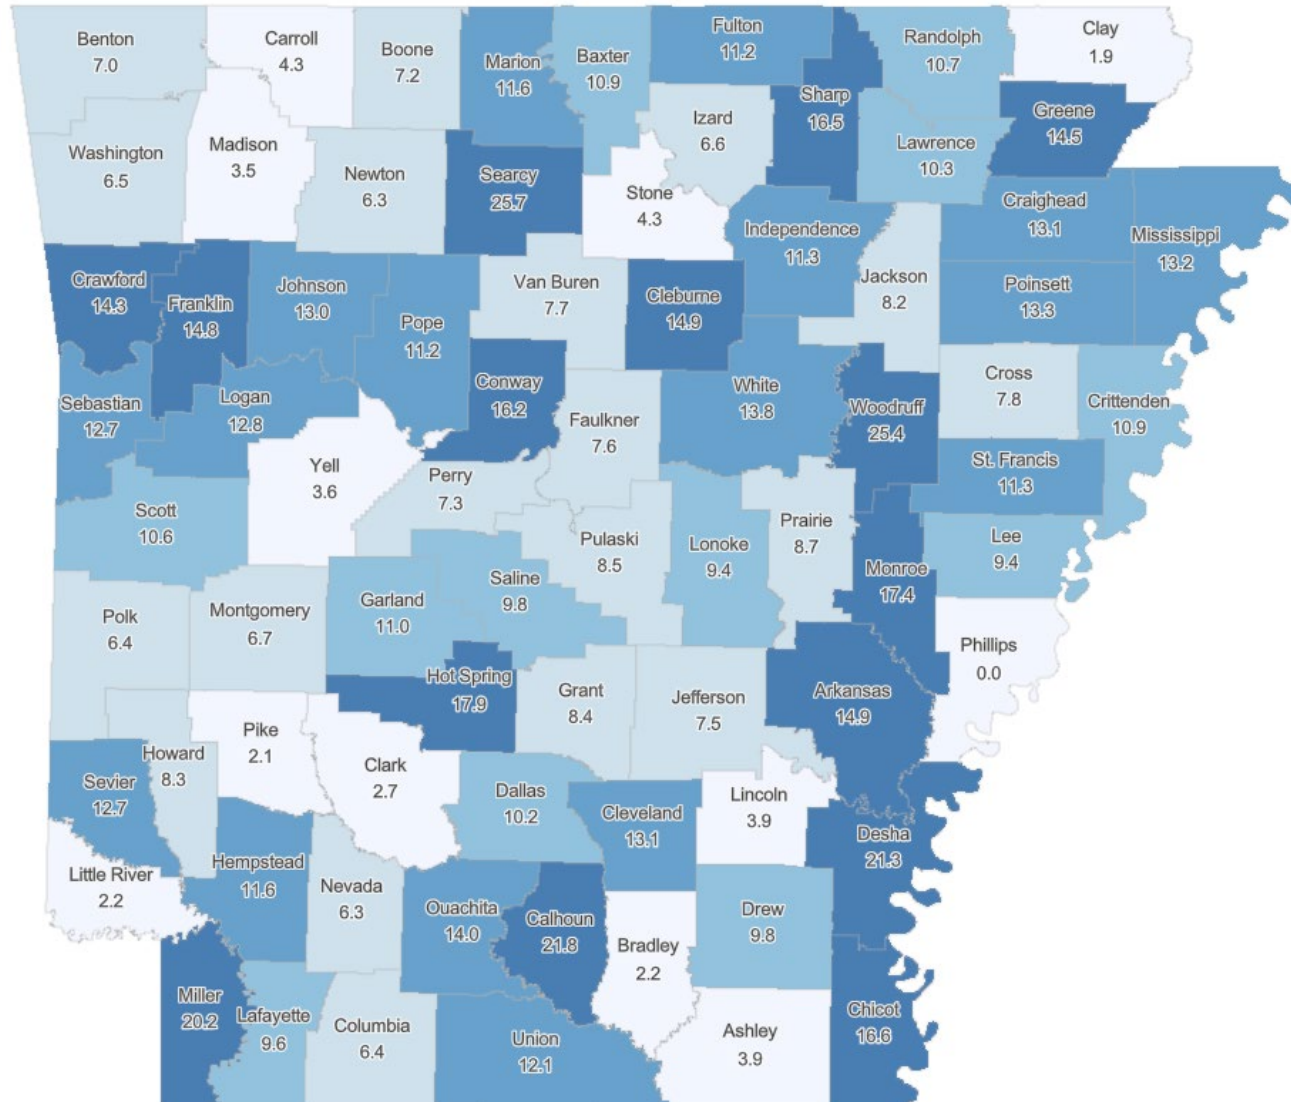 Benton
7.0
Carroll
4.3
Boone
7.2
Marion
11.6
Baxter
10.9
Fulton
11.2
Sharp
16.5
Randolph
10.7
Clay
1.9
Greene
14.5
Washington
6.5
Madison
3.5
Newton
6.3
Searcy
25.7
Stone
4.3
Izard
6.6
Lawrence
10.3
Independence
11.3
Craighead
13.1
Mississippi
13.2
Crawford
14.3
Franklin
14.8
Johnson
13.0
Pope
11.2
Van Buren
7.7
Cleburne
14.9
Jackson
8.2
Poinsett
13.3
Sebastian
12.7
Logan
12.8
Conway
16.2
Faulkner
7.6
White
13.8
Woodruff
25.4
Cross
7.8
Crittenden
10.9
Yell
3.6
Perry
7.3
St. Francis
11.3
Scott
10.6
Pulaski
8.5
Lonoke
9.4
Prairie
8.7
Monroe
17.4
Lee
9.4
Polk
6.4
Montgomery
6.7
Garland
11.0
Saline
9.8
Phillips
0.0
Hot Spring
17.9
Grant
8.4
Jefferson
7.5
Arkansas
14.9
Sevier
12.7
Howard
8.3
Pike
2.1
Clark
2.7
Dallas
10.2
Cleveland
13.1
Lincoln
3.9
Desha
21.3
Little River
2.2
Hempstead
11.6
Nevada
6.3
Ouachita
14.0
Calhoun
21.8
Bradley
2.2
Drew
9.8
Miller
20.2
Lafayette
9.6
Columbia
6.4
Union
12.1
Ashley
3.9
Chicot
16.6